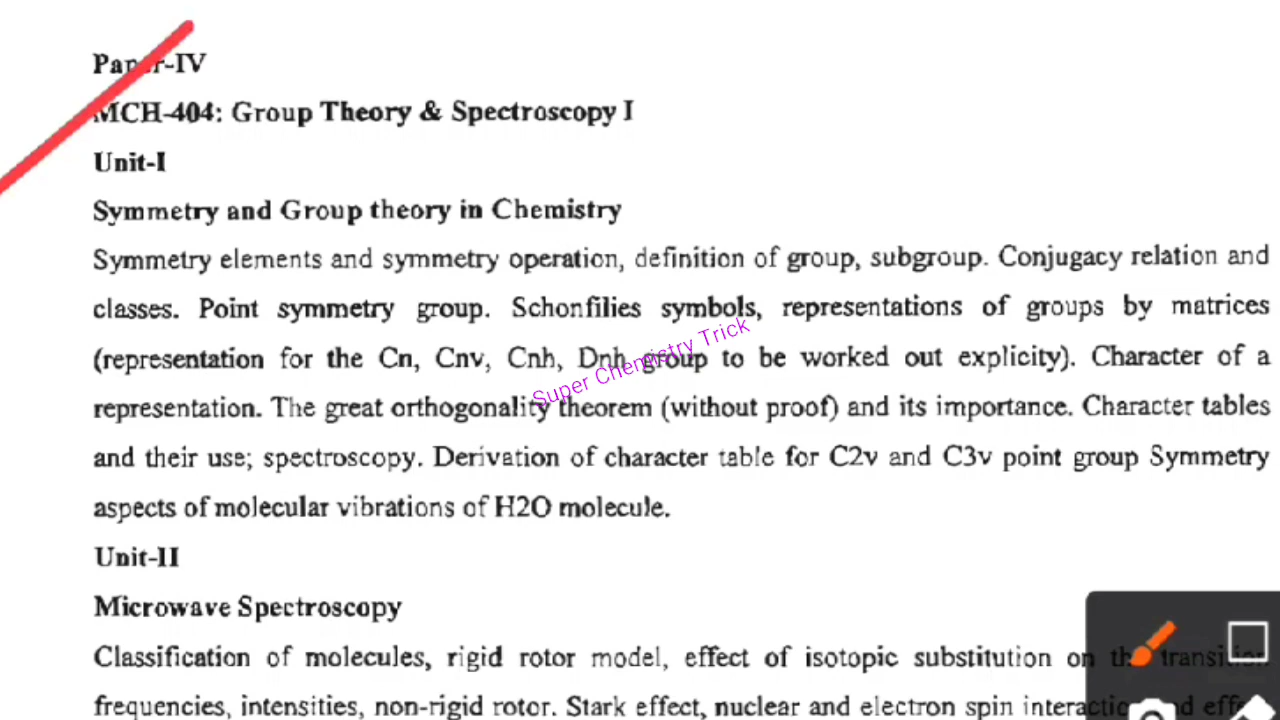 Paper-IV
MCH-404: Group Theory & Spectroscopy I
Unit-I
Symmetry and Group theory in Chemistry
Symmetry elements and symmetry operation, definition of group, subgroup. Conjugacy relation and
classes. Point symmetry group. Schonfilies symbols, representations of groups by matrices
(representation for the Cn, Cnv, Cnh, Dnh group to be worked out explicity). Character of a
Super Chemistry Trick
representation. The great orthogonality theorem (without proof) and its importance. Character tables
and their use; spectroscopy. Derivation of character table for C2v and C3v point group Symmetry
aspects of molecular vibrations of H2O molecule.
Unit-II
Microwave Spectroscopy
Classification of molecules, rigid rotor model, effect of isotopic substitution on the transition
frequencies, intensities, non-rigid rotor. Stark effect, nuclear and electron spin